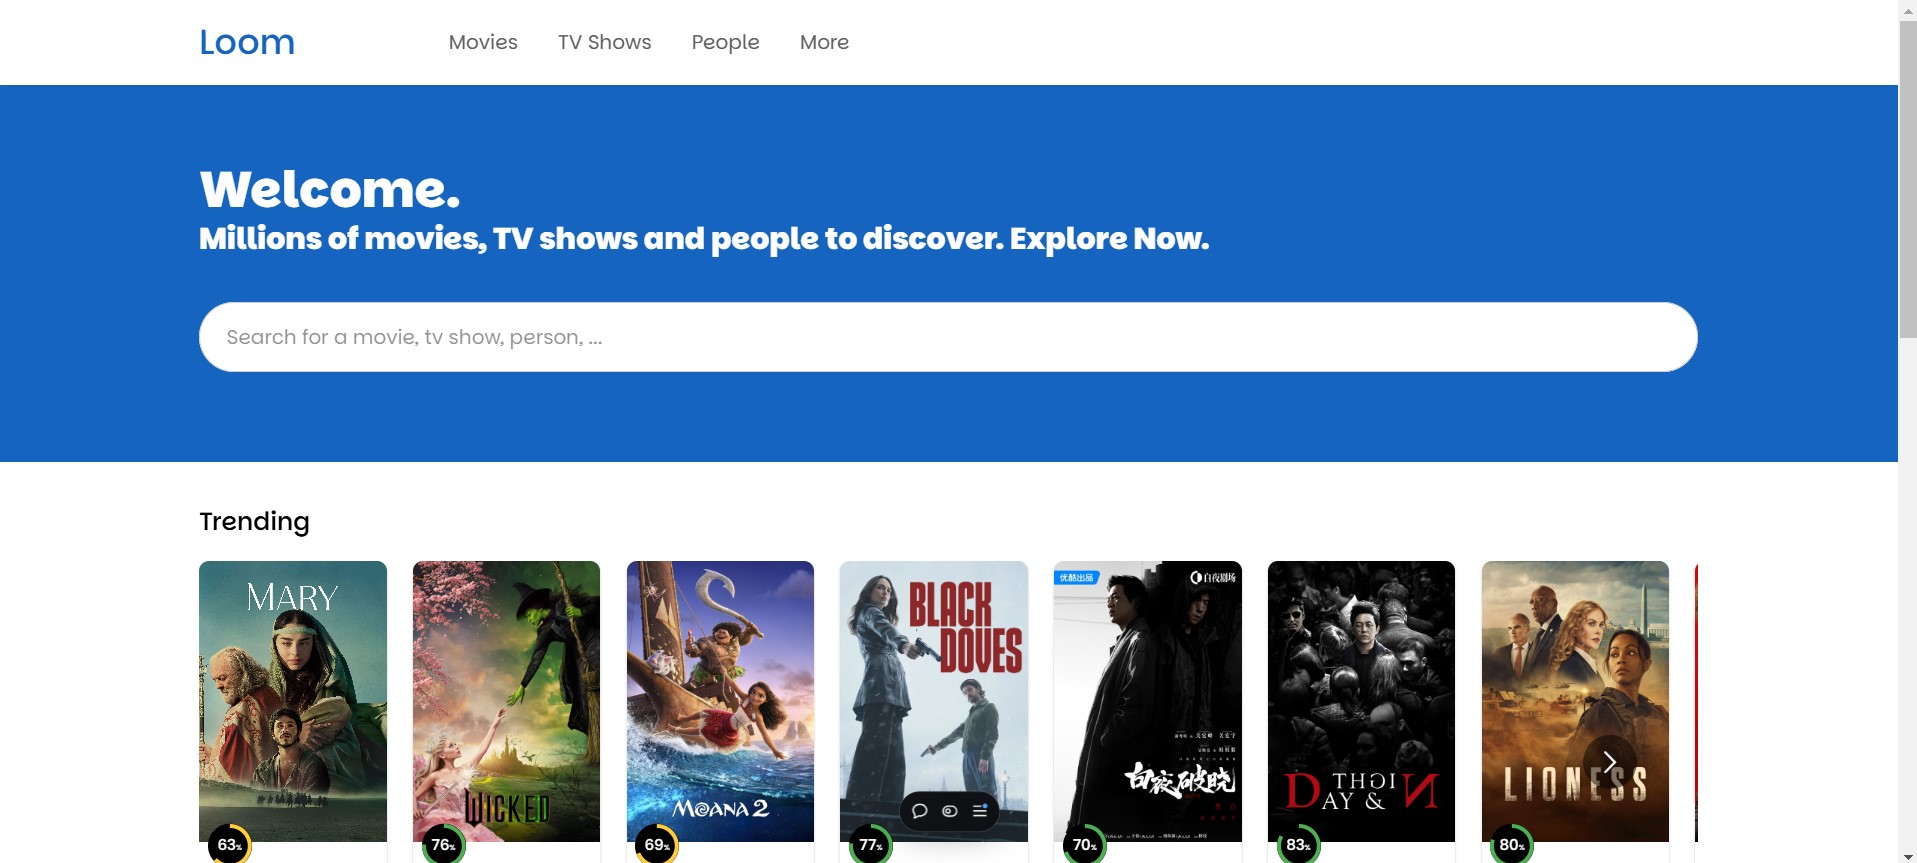 Loom
Movies
TV Shows
People
More
Welcome.
Millions of movies, TV shows and people to discover. Explore Now.
Search for a movie, tv show, person, ...
Trending
MARY
WICKED
MOANA 2
BLACK
DOVES
优酷出品
白夜剧场
白夜破晓
DAY &
NIGHT
LIONESS
63%
76%
69%
77%
70%
83%
80%